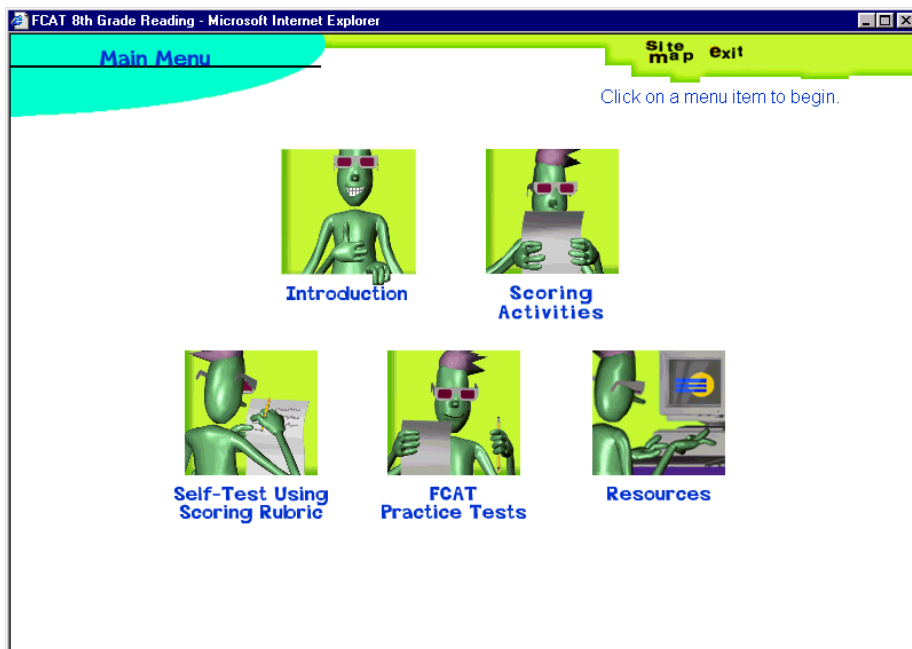 FCAT 8th Grade Reading - Microsoft Internet Explorer
Main Menu
site map
exit
Click on a menu item to begin.
Introduction
Scoring
Activities
Self-Test Using
Scoring Rubric
FCAT
Practice Tests
Resources